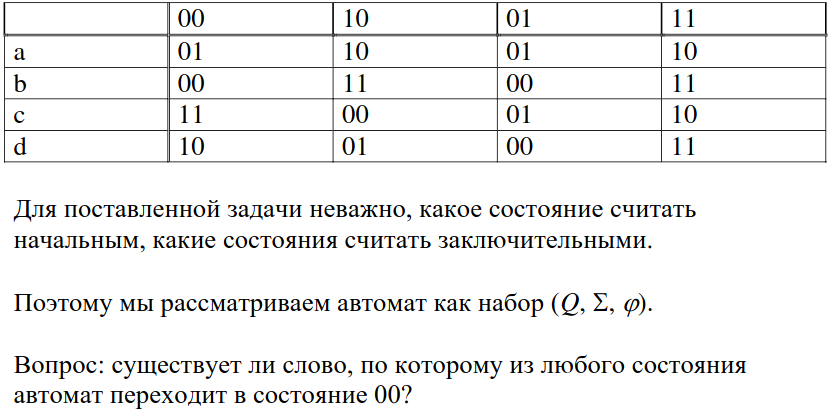 00 10 01 11
a 01 10 01 10
b 00 11 00 11
c 11 00 01 10
d 10 01 00 11
Для поставленной задачи неважно, какое состояние считать
начальным, какие состояния считать заключительными.
Поэтому мы рассматриваем автомат как набор (Q, Σ, φ).
Вопрос: существует ли слово, по которому из любого состояния
автомат переходит в состояние 00?